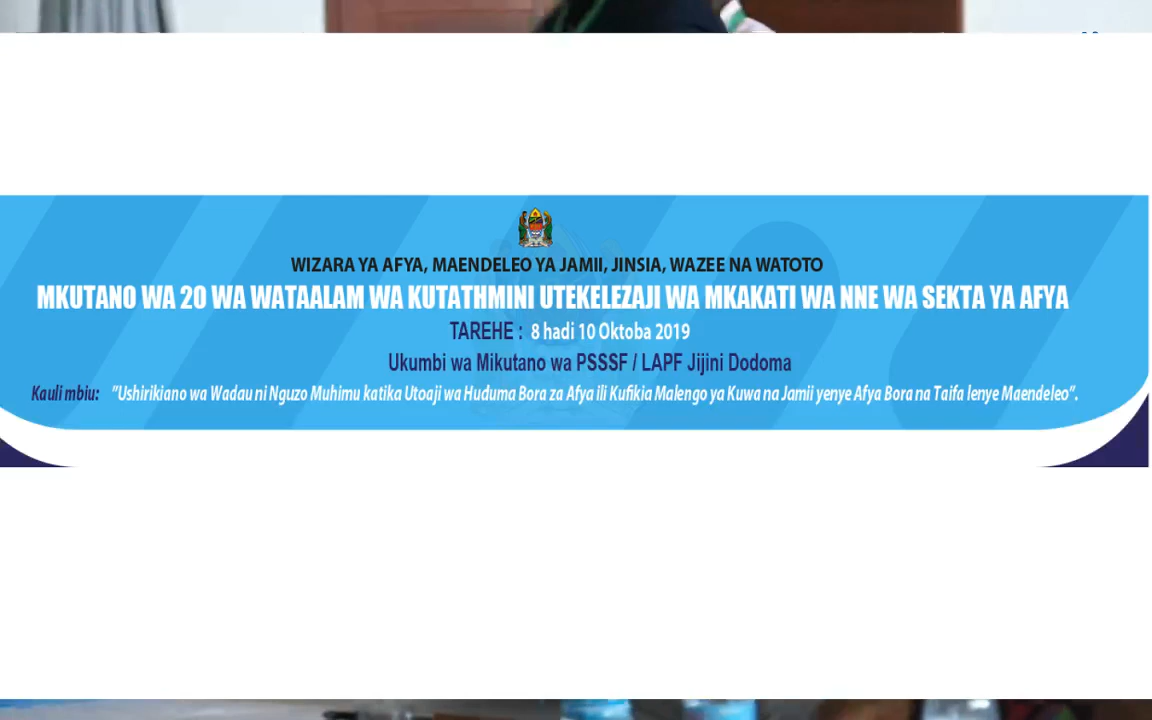 WIZARA YA AFYA, MAENDELEO YA JAMII, JINSIA, WAZEE NA WATOTO
MKUTANO WA 20 WA WATAALAM WA KUTATHMINI UTEKELEZAJI WA MKAKATI WA NNE WA SEKTA YA AFYA
TAREHE : 8 hadi 10 Oktoba 2019
Ukumbi wa Mikutano wa PSSSF / LAPF Jijini Dodoma
Kauli mbiu: "Ushirikiano wa Wadau ni Nguzo Muhimu katika Utoaji wa Huduma Bora za Afya ili Kufikia Malengo ya Kuwa na Jamii yenye Afya Bora na Taifa lenye Maendeleo".